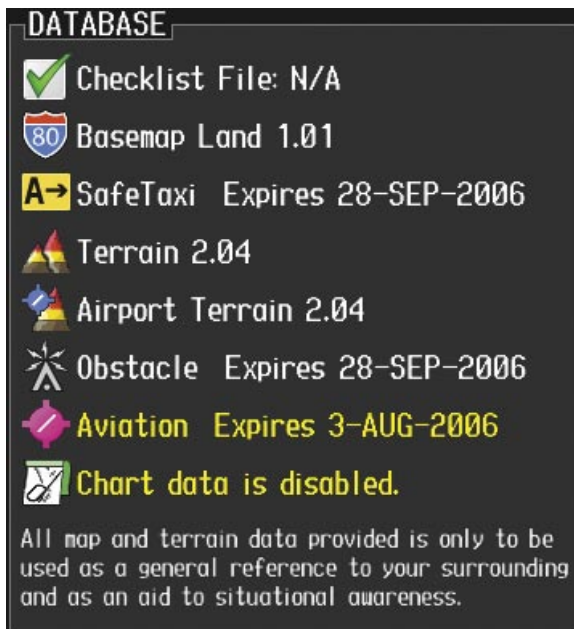 DATABASE
Checklist File: N/A
80 Basemap Land 1.01
A→ SafeTaxi Expires 28-SEP-2006
Terrain 2.04
Airport Terrain 2.04
Obstacle Expires 28-SEP-2006
Aviation Expires 3-AUG-2006
Chart data is disabled.
All map and terrain data provided is only to be
used as a general reference to your surrounding
and as an aid to situational awareness.